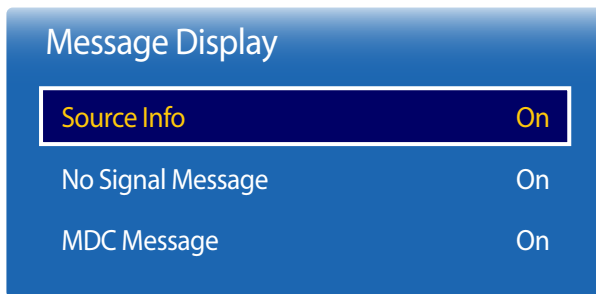 Message Display
Source Info On
No Signal Message On
MDC Message On